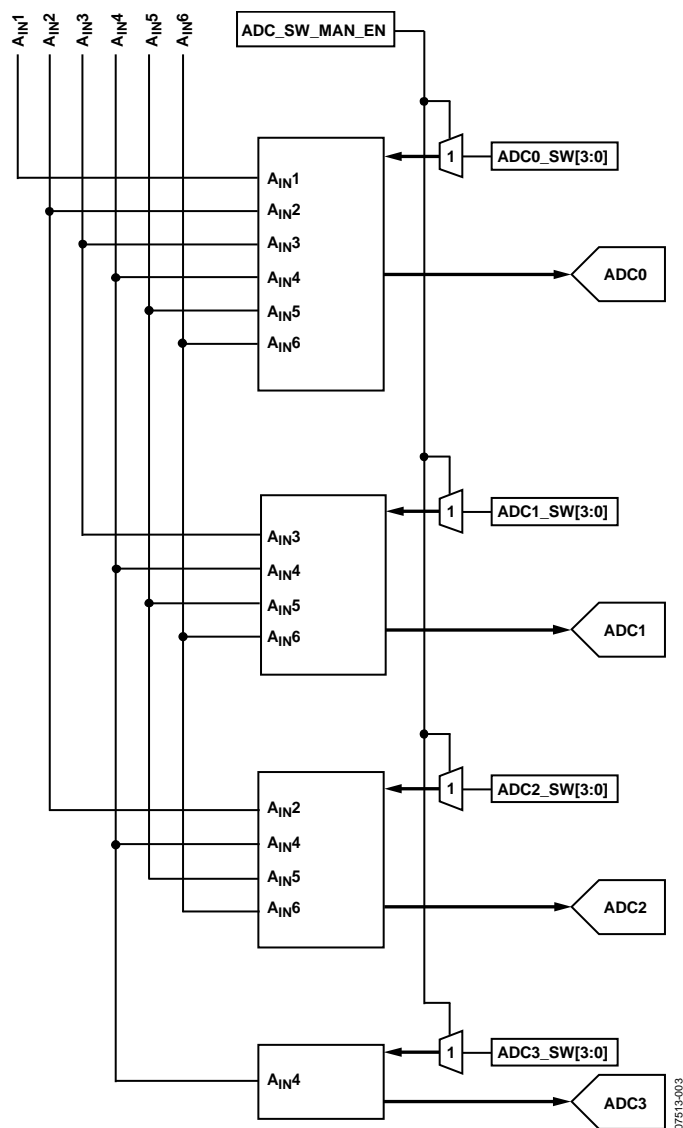 AIN1
AIN2
AIN3
AIN4
AIN5
AIN6
ADC_SW_MAN_EN
1
ADC0_SW[3:0]
AIN1
AIN2
AIN3
AIN4
AIN5
AIN6
ADC0
1
ADC1_SW[3:0]
AIN3
AIN4
AIN5
AIN6
ADC1
1
ADC2_SW[3:0]
AIN2
AIN4
AIN5
AIN6
ADC2
1
ADC3_SW[3:0]
AIN4
ADC3
07513-003